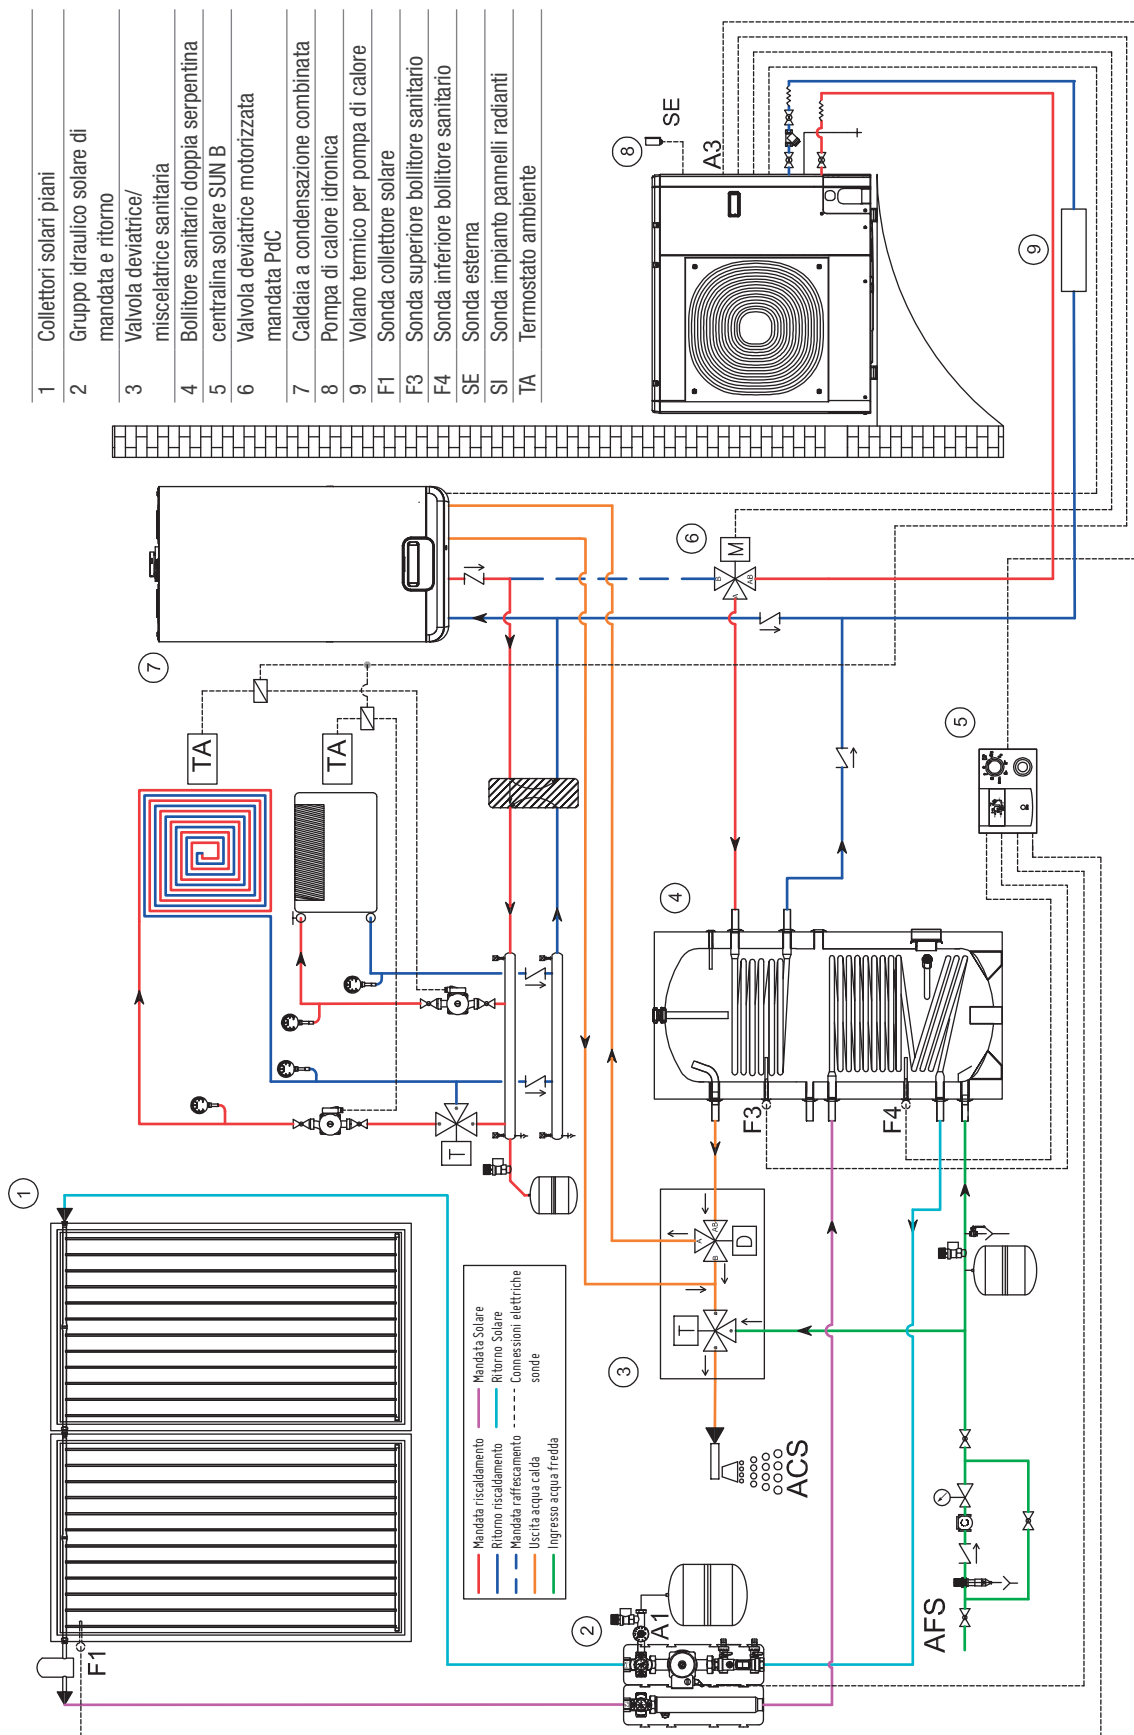 1 Collettori solari piani
2 Gruppo idraulico solare di
mandata e ritorno
3 Valvola deviatrice/
miscelatrice sanitaria
4 Bollitore sanitario doppia serpentina
5 centralina solare SUN B
6 Valvola deviatrice motorizzata
mandata PdC
7 Caldaia a condensazione combinata
8 Pompa di calore idronica
9 Volano termico per pompa di calore
F1 Sonda collettore solare
F3 Sonda superiore bollitore sanitario
F4 Sonda inferiore bollitore sanitario
SE Sonda esterna
SI Sonda impianto pannelli radianti
TA Termostato ambiente
8
SE
A3
9
7
TA
TA
6
M
B
A
AB
5
4
F3
F4
1
F1
T
3
A
AB
B
D
T
ACS
Mandata riscaldamento
Ritorno riscaldamento
Mandata raffescamento
Uscita acqua calda
Ingresso acqua fredda
Mandata Solare
Ritorno Solare
Connessioni elettriche
sonde
2
A1
AFS